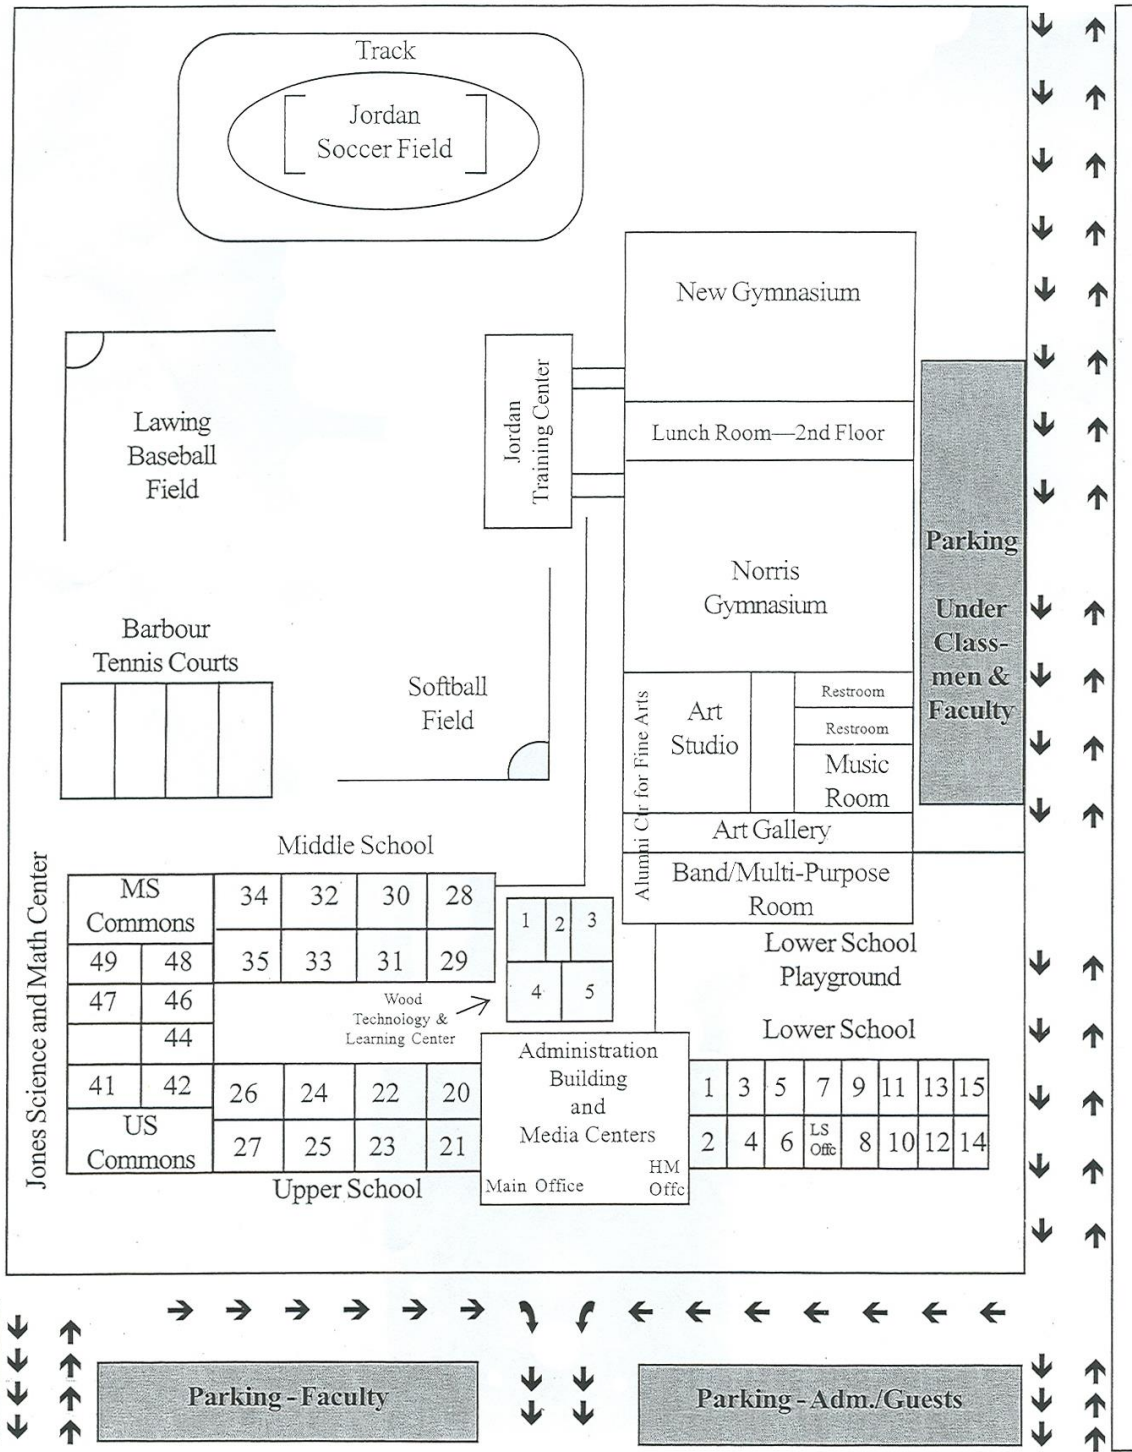 Track
Jordan
Soccer Field
New Gymnasium
Lunch Room—2nd Floor
Jordan
Training Center
Lawing
Baseball
Field
Norris
Gymnasium
Parking
Under
Class-
men &
Faculty
Barbour
Tennis Courts
Softball
Field
Alumni Ctr for Fine Arts
Art
Studio
Restroom
Restroom
Music
Room
Art Gallery
Band/Multi-Purpose
Room
Lower School
Playground
Middle School
Jones Science and Math Center
MS
Commons
34 32 30 28
35 33 31 29
49 48
47 46
44
41 42
US
Commons
1 2 3
4 5
Wood
Technology &
Learning Center
26 24 22 20
27 25 23 21
Upper School
Administration
Building
and
Media Centers
Main Office
HM
Offc
Lower School
1 3 5 7 9 11 13 15
2 4 6 LS 8 10 12 14
Offc
Parking - Faculty
Parking - Adm./Guests